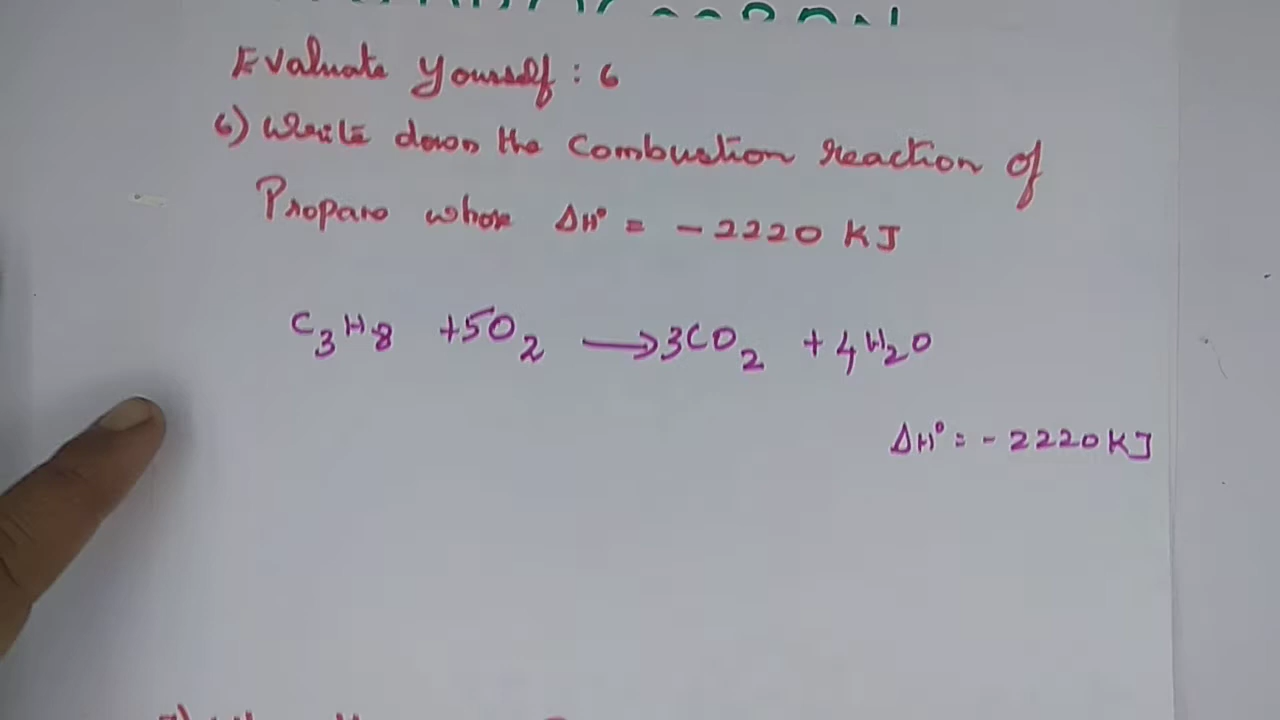 Evaluate Yourself : 6
6) Write down the Combustion reaction of
Propane whose ΔH° = - 2220 KJ
C₃H₈ + 5O₂ ⟶ 3CO₂ + 4H₂O
ΔH° = - 2220 KJ